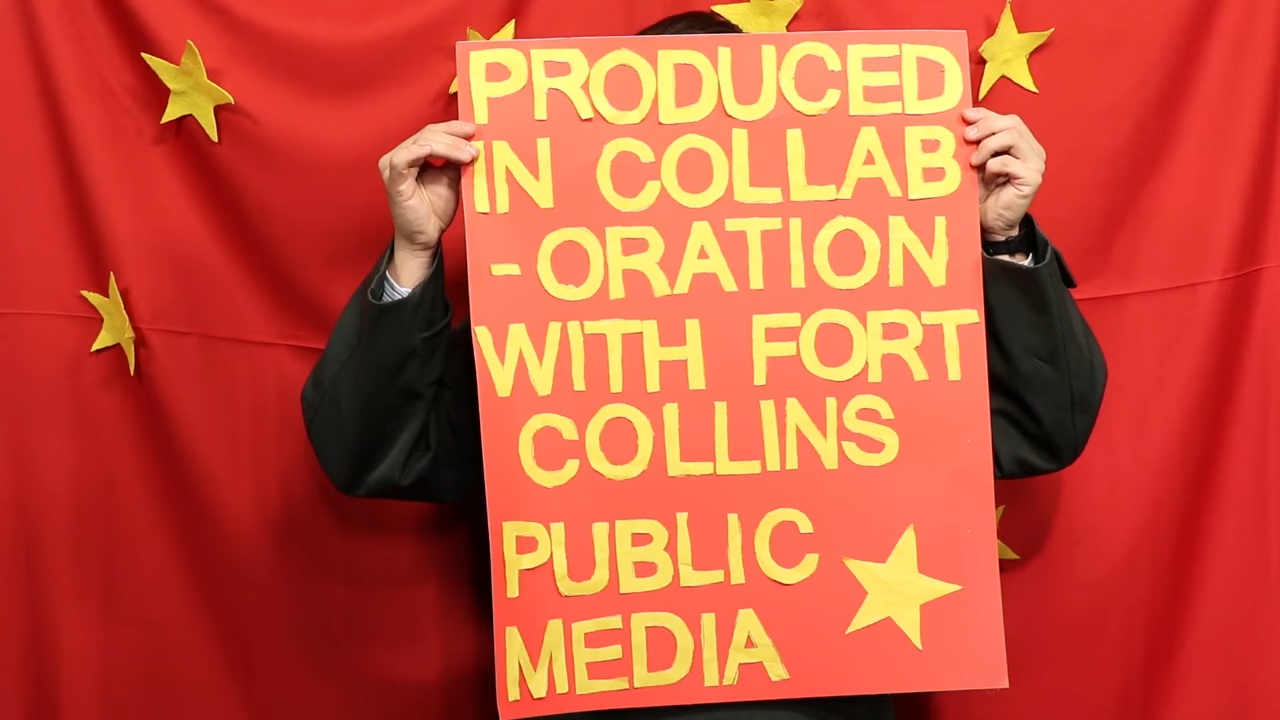 PRODUCED
IN COLLAB
-ORATION
WITH FORT
COLLINS
PUBLIC
MEDIA